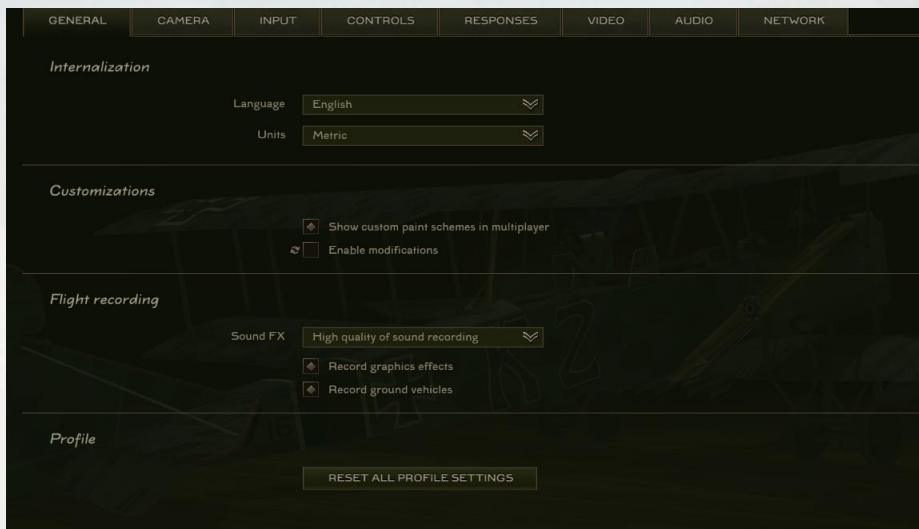 GENERAL CAMERA INPUT CONTROLS RESPONSES VIDEO AUDIO NETWORK
Internalization
Language English
Units Metric
Customizations
Show custom paint schemes in multiplayer
Enable modifications
Flight recording
Sound FX High quality of sound recording
Record graphics effects
Record ground vehicles
Profile
RESET ALL PROFILE SETTINGS